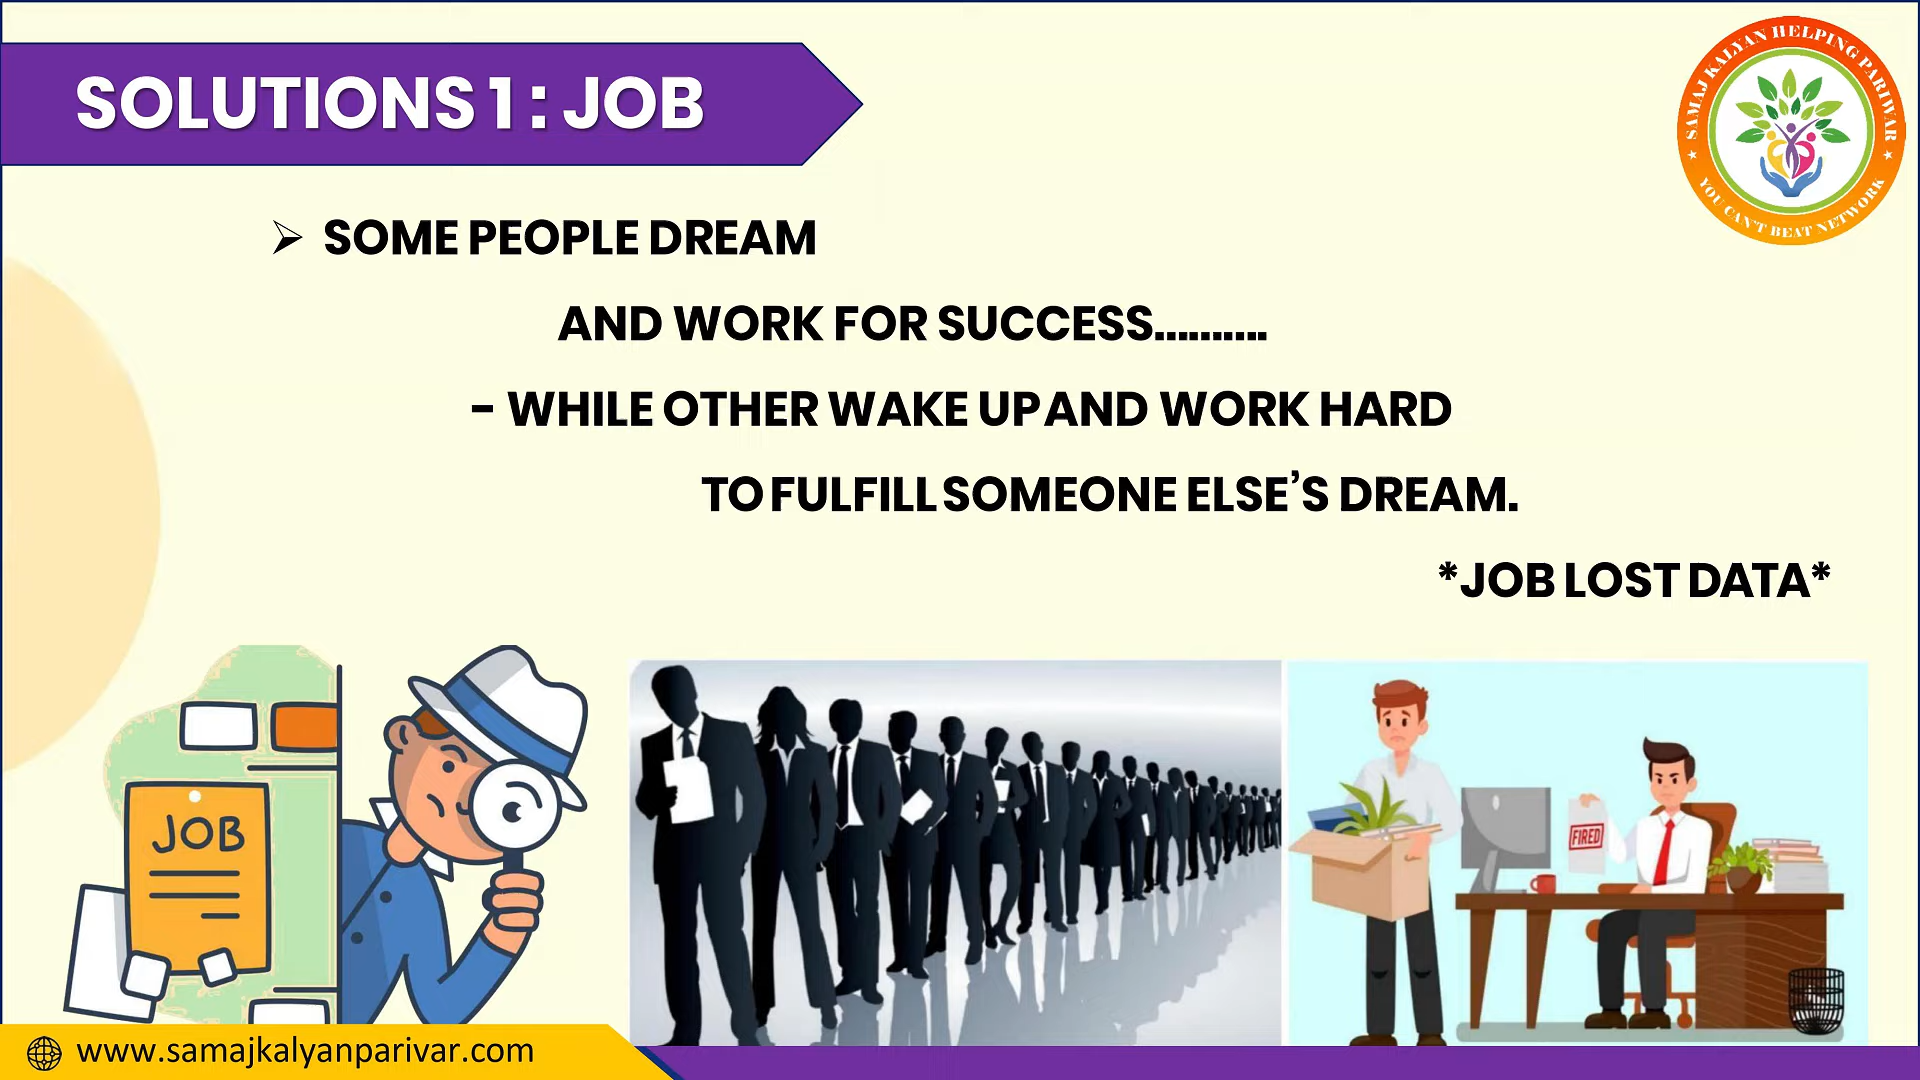 SOLUTIONS 1 : JOB
SAMAJ KALYAN HELPING PARIWAR
YOU CAN'T BEAT NETWORK
➢ SOME PEOPLE DREAM
AND WORK FOR SUCCESS..........
- WHILE OTHER WAKE UP AND WORK HARD
TO FULFILL SOMEONE ELSE’S DREAM.
*JOB LOST DATA*
JOB
FIRED
www.samajkalyanparivar.com